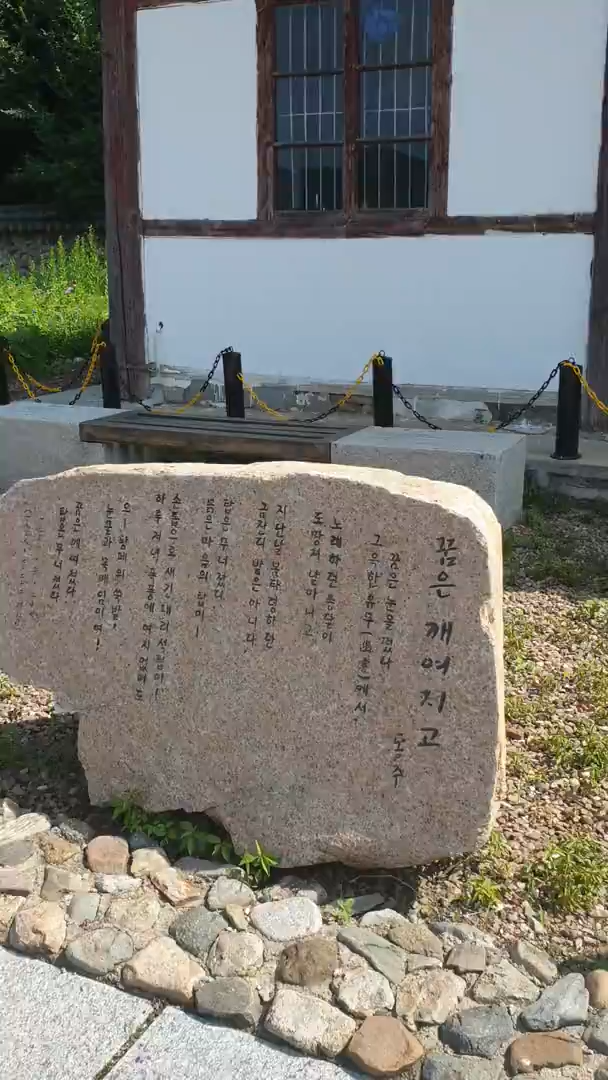 꿈은 깨여지고
동주
꿈은 눈을 떴다
그윽한 유무(幽霧)에서.
노래하던 종달이
도망쳐 날아나고
지난날 봄타령하던
금잔디 밭은 아니다.
탑은 무너졌다.
붉은 마음의 탑이—
손톱으로 새긴 대리석탑이—
하루 저녁 폭풍에 여지없이도
오—황폐의 쑥밭,
눈물과 목메임이여!
꿈은 깨여졌다
탑은 무너졌다